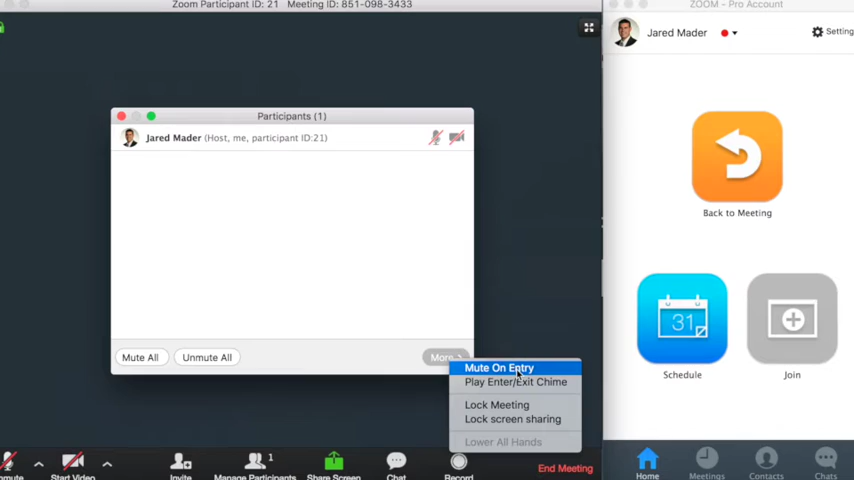 Zoom Participant ID: 21 Meeting ID: 851-098-3433
ZOOM - Pro Account
Jared Mader
Setting
Participants (1)
Jared Mader (Host, me, participant ID:21)
Back to Meeting
31
Schedule
Join
Mute All
Unmute All
More
Mute On Entry
Play Enter/Exit Chime
Lock Meeting
Lock screen sharing
Lower All Hands
nmute
Start Video
Invite
1
Manage Participants
Share Screen
Chat
Record
End Meeting
Home
Meetings
Contacts
Chats